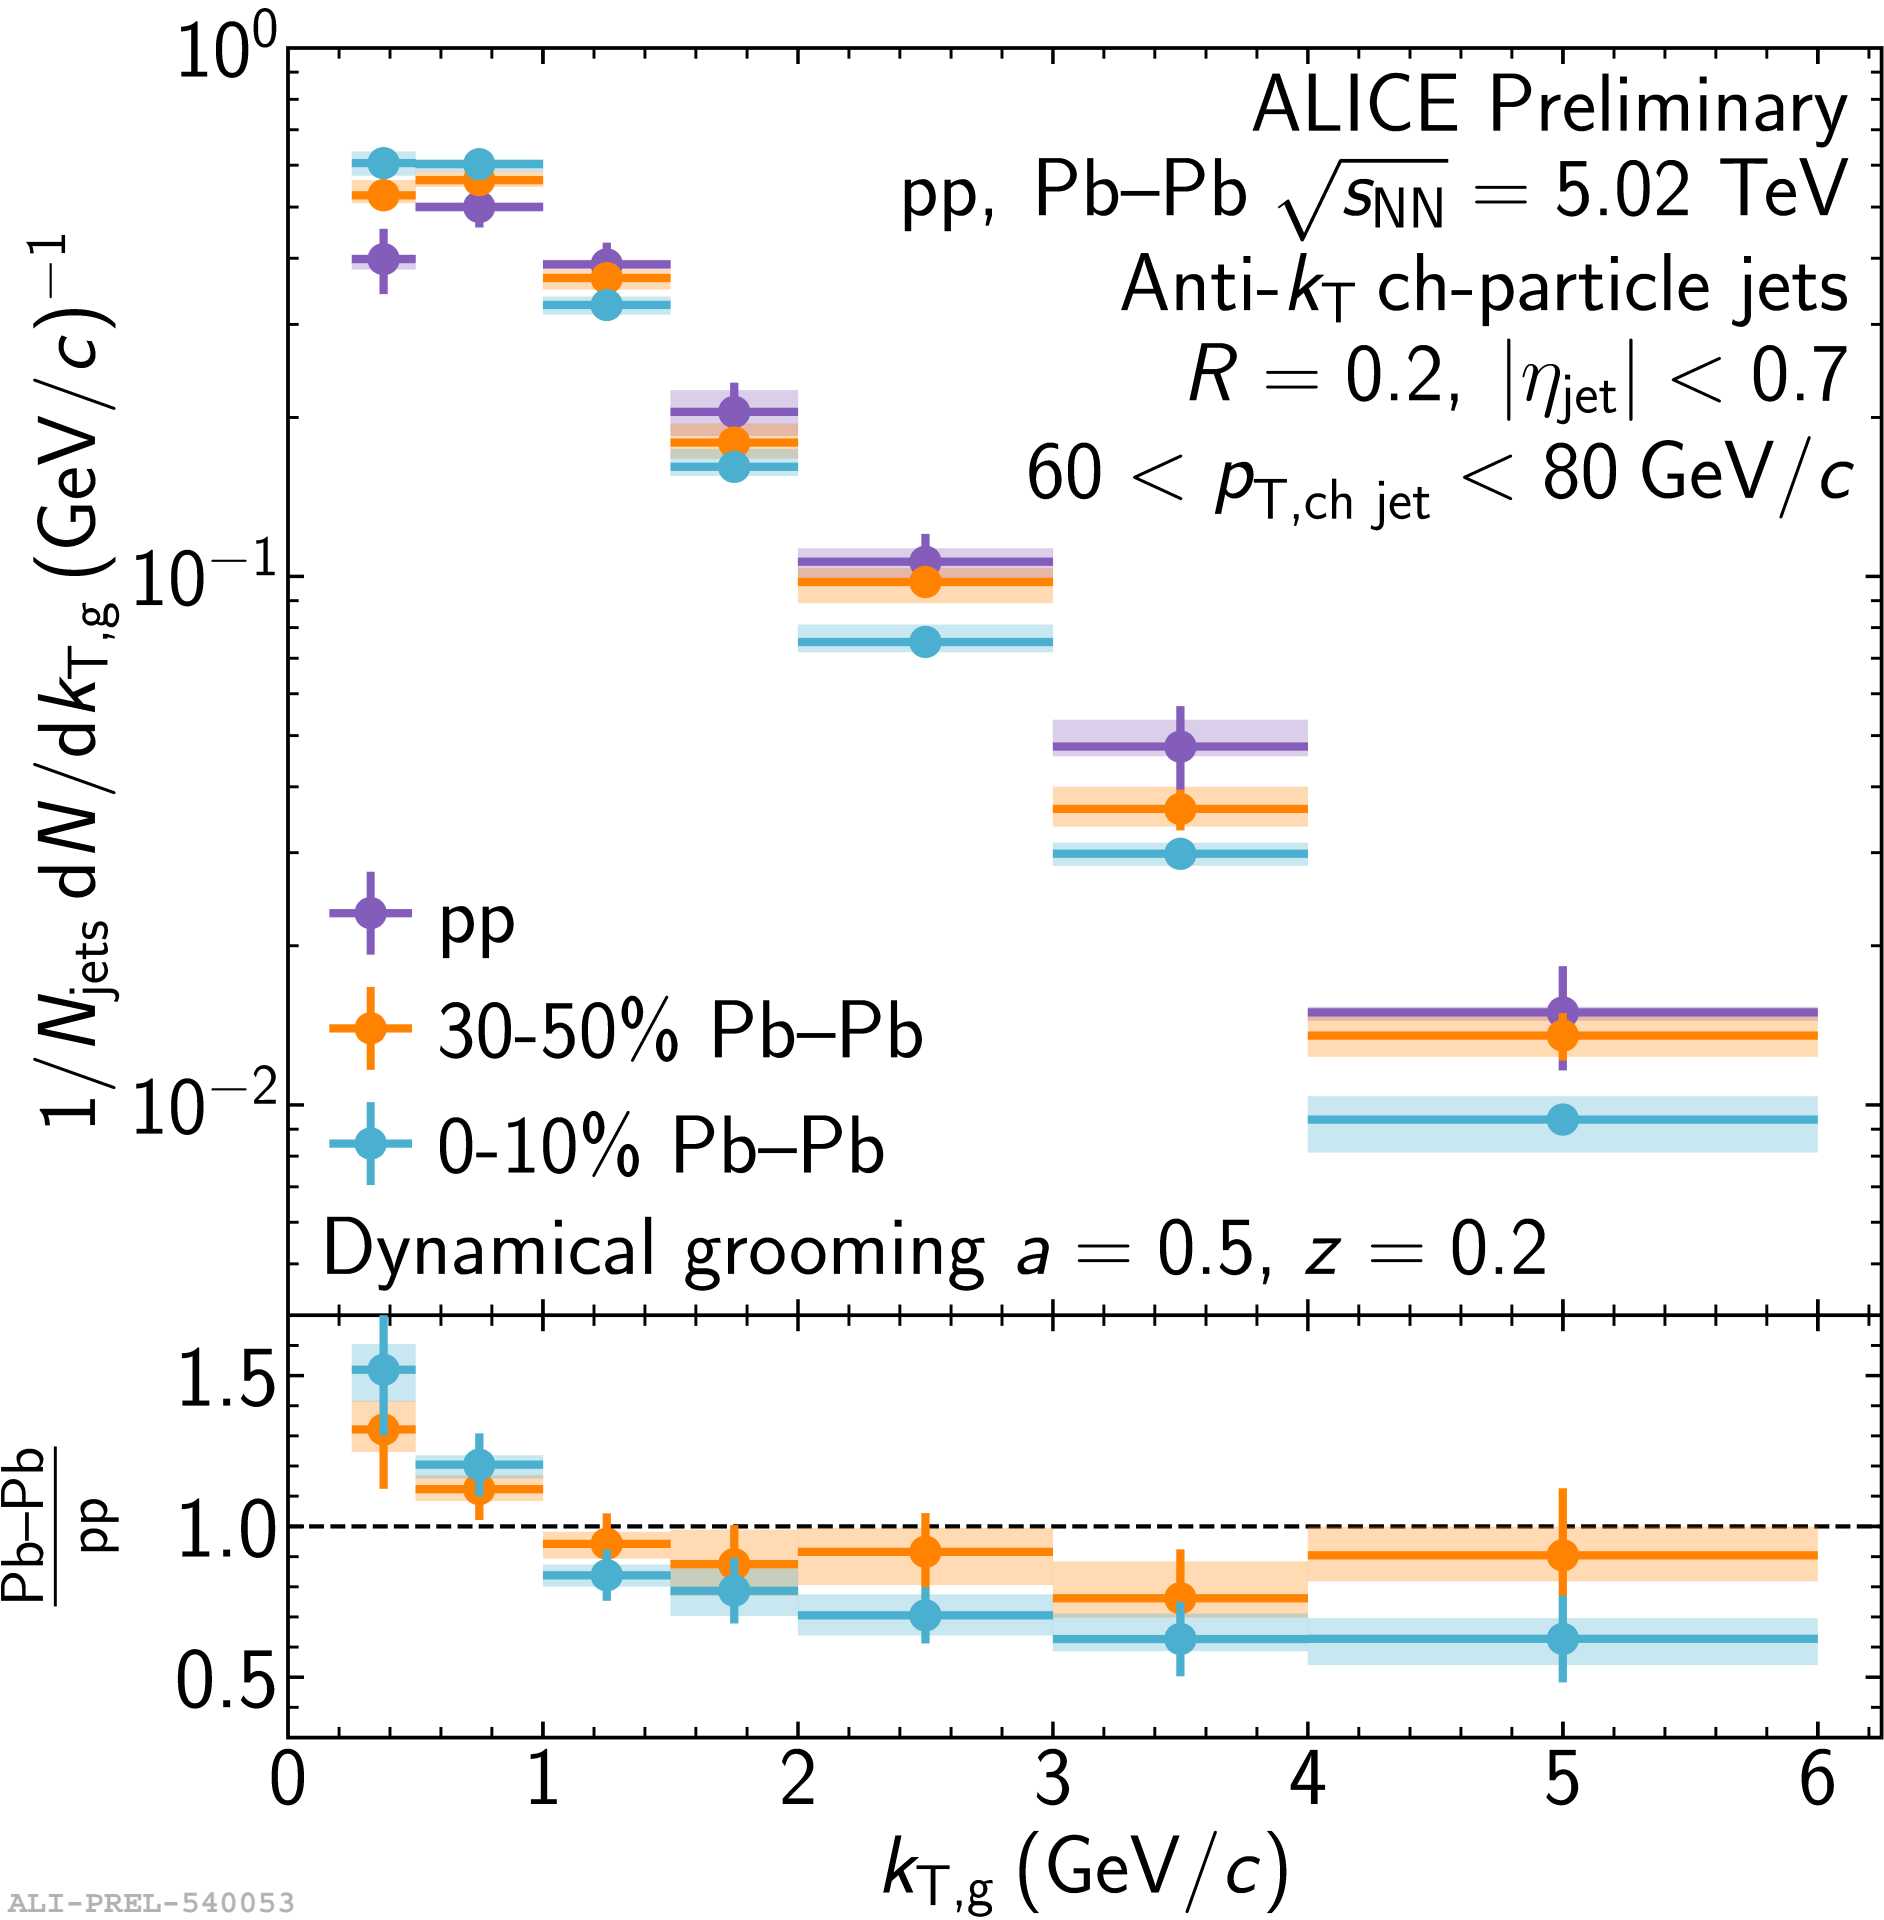 10⁰
ALICE Preliminary
pp, Pb–Pb √sNN = 5.02 TeV
Anti-kT ch-particle jets
R = 0.2, |ηjet| < 0.7
60 < pT,ch jet < 80 GeV/c
1/Njets dN/dkT,g (GeV/c)⁻¹
10⁻¹
pp
30-50% Pb–Pb
10⁻²
0-10% Pb–Pb
Dynamical grooming a = 0.5, z = 0.2
1.5
Pb–Pb
pp
1.0
0.5
0 1 2 3 4 5 6
kT,g (GeV/c)
ALI-PREL-540053